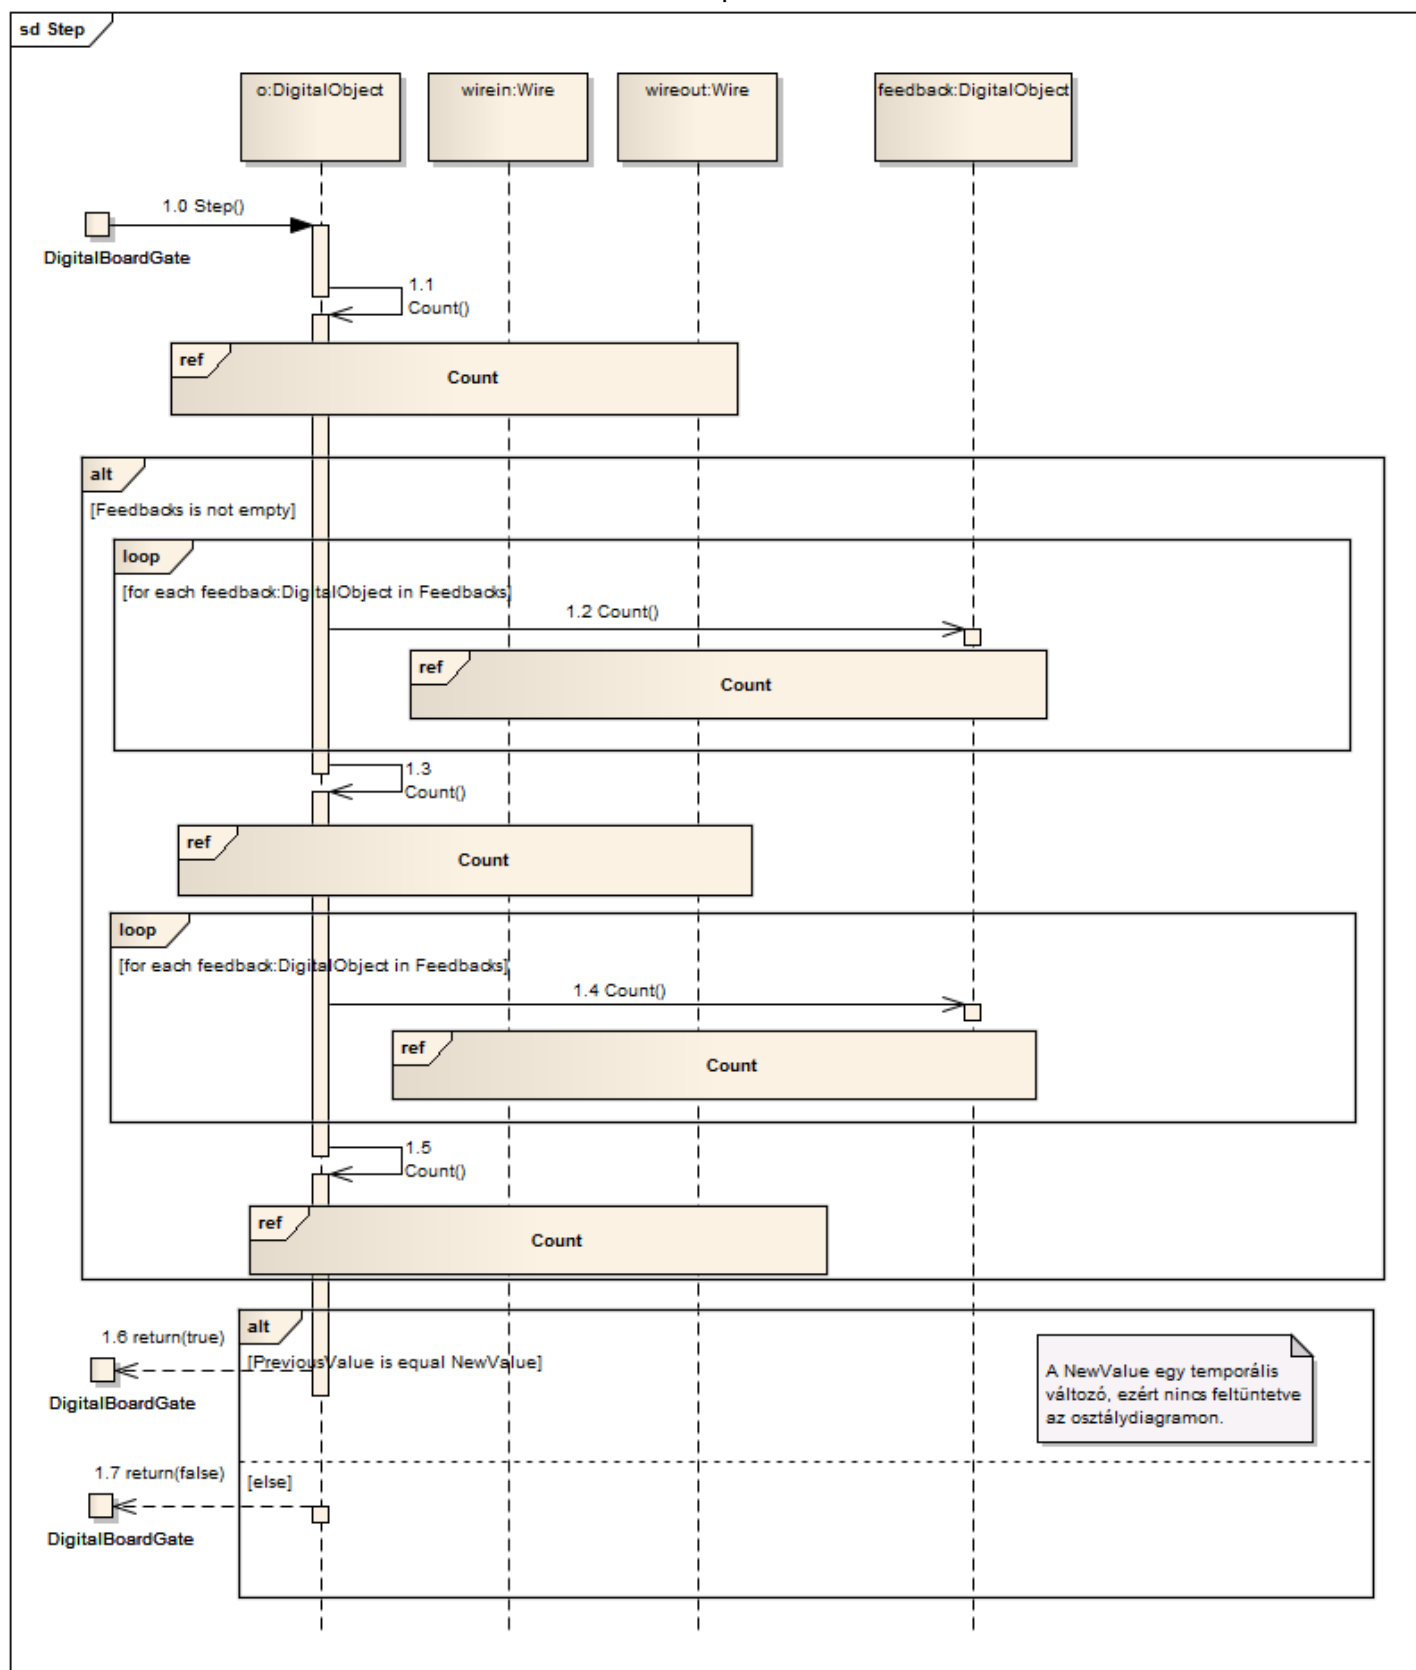 sd Step
o:DigitalObject
wirein:Wire
wireout:Wire
feedback:DigitalObject
1.0 Step()
DigitalBoardGate
1.1
Count()
ref
Count
alt
[Feedbacks is not empty]
loop
[for each feedback:DigitalObject in Feedbacks]
1.2 Count()
ref
Count
1.3
Count()
ref
Count
loop
[for each feedback:DigitalObject in Feedbacks]
1.4 Count()
ref
Count
1.5
Count()
ref
Count
alt
1.6 return(true)
[PreviousValue is equal NewValue]
DigitalBoardGate
A NewValue egy temporális
változó, ezért nincs feltüntetve
az osztálydiagramon.
1.7 return(false)
[else]
DigitalBoardGate